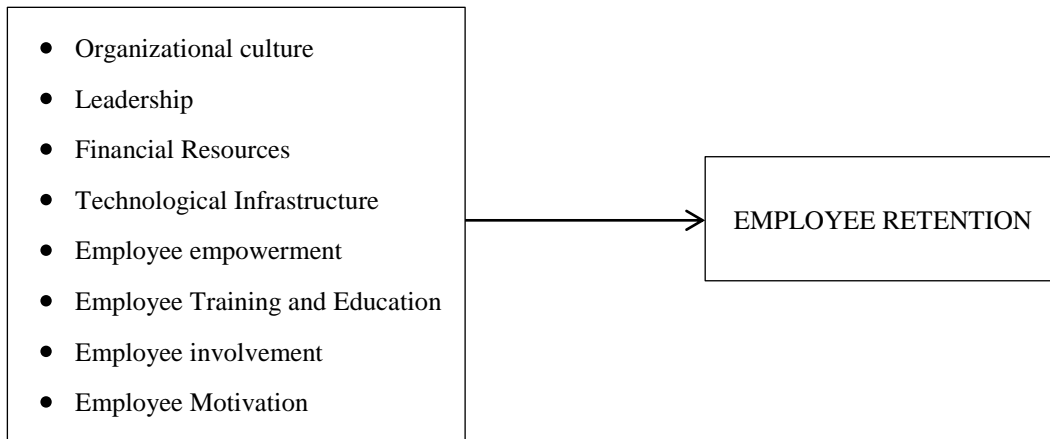 • Organizational culture
• Leadership
• Financial Resources
• Technological Infrastructure
• Employee empowerment
• Employee Training and Education
• Employee involvement
• Employee Motivation
EMPLOYEE RETENTION